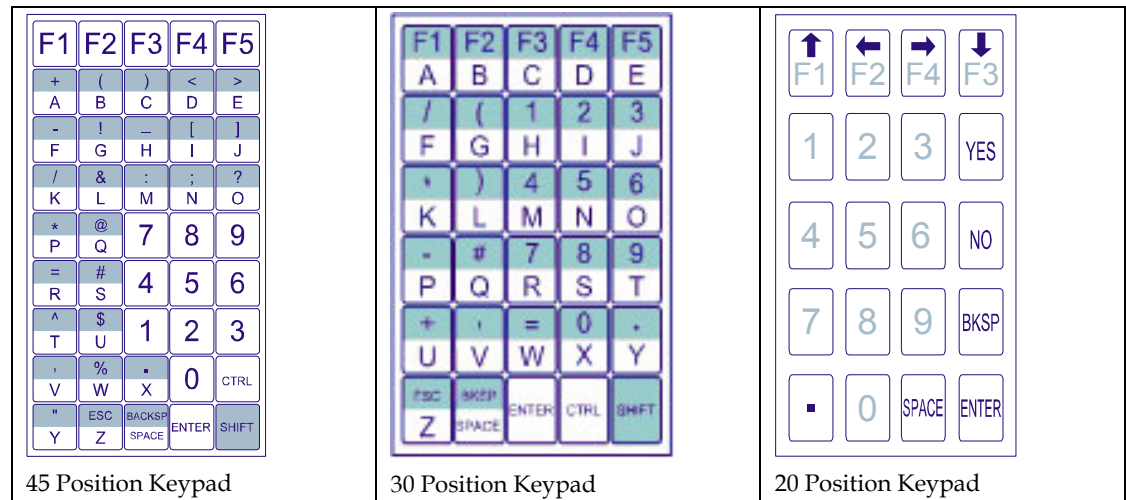 F1 F2 F3 F4 F5
+ ( ) < >
A B C D E
- ! _ [ ]
F G H I J
/ & : ; ?
K L M N O
* @
P Q 7 8 9
= #
R S 4 5 6
^ $
T U 1 2 3
, % .
V W X 0 CTRL
" ESC BACKSP
Y Z SPACE ENTER SHIFT
45 Position Keypad
F1 F2 F3 F4 F5
A B C D E
/ ( 1 2 3
F G H I J
) 4 5 6
K L M N O
- # 7 8 9
P Q R S T
+ = 0 .
U V W X Y
ESC BKSP
Z SPACE ENTER CTRL SHIFT
30 Position Keypad
↑ ← → ↓
F1 F2 F4 F3
1 2 3 YES
4 5 6 NO
7 8 9 BKSP
. 0 SPACE ENTER
20 Position Keypad